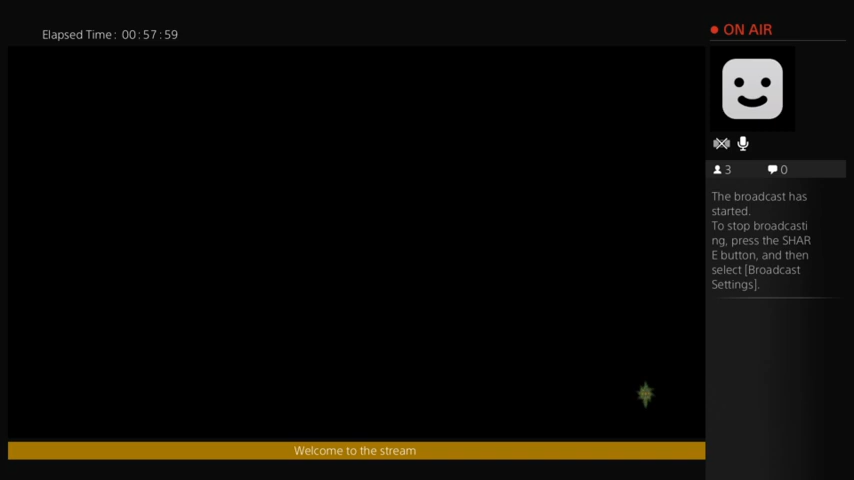 Elapsed Time: 00:57:59
ON AIR
3 0
The broadcast has
started.
To stop broadcasti
ng, press the SHAR
E button, and then
select [Broadcast
Settings].
Welcome to the stream